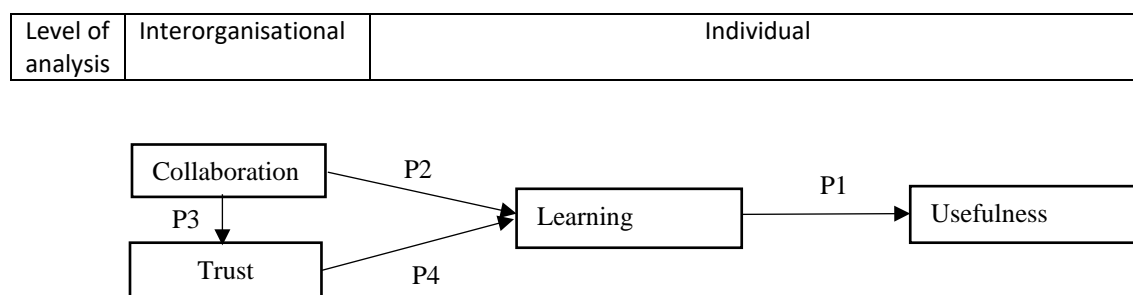 Level of Interorganisational Individual
analysis
Collaboration
P2
P1
P3
Learning
Usefulness
Trust
P4